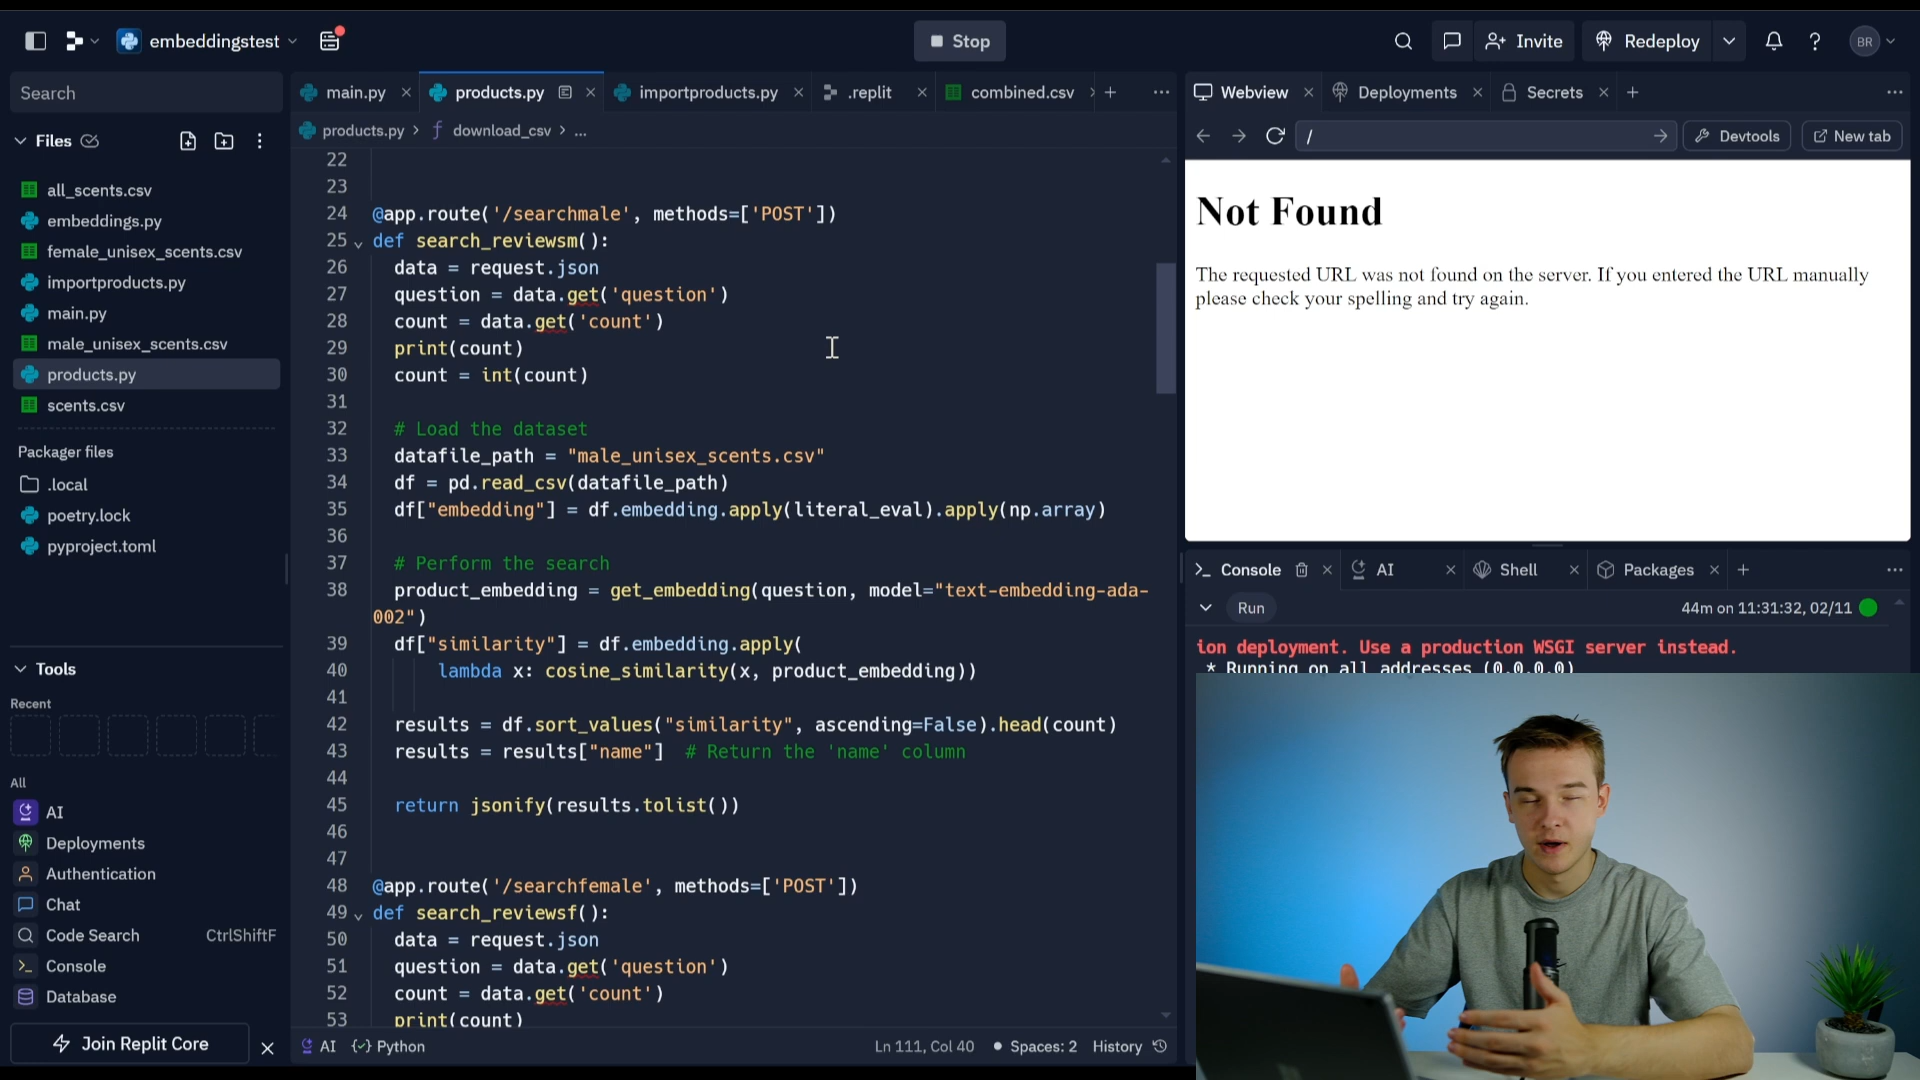 embeddingstest
Stop
Invite
Redeploy
BR
Search
Files
all_scents.csv
embeddings.py
female_unisex_scents.csv
importproducts.py
main.py
male_unisex_scents.csv
products.py
scents.csv
Packager files
.local
poetry.lock
pyproject.toml
Tools
Recent
All
AI
Deployments
Authentication
Chat
Code Search CtrlShiftF
Console
Database
Join Replit Core
main.py
products.py
importproducts.py
.replit
combined.csv
products.py > download_csv > ...
22
23
24 @app.route('/searchmale', methods=['POST'])
25 def search_reviewsm():
26 data = request.json
27 question = data.get('question')
28 count = data.get('count')
29 print(count)
30 count = int(count)
31
32 # Load the dataset
33 datafile_path = "male_unisex_scents.csv"
34 df = pd.read_csv(datafile_path)
35 df["embedding"] = df.embedding.apply(literal_eval).apply(np.array)
36
37 # Perform the search
38 product_embedding = get_embedding(question, model="text-embedding-ada-
002")
39 df["similarity"] = df.embedding.apply(
40 lambda x: cosine_similarity(x, product_embedding))
41
42 results = df.sort_values("similarity", ascending=False).head(count)
43 results = results["name"] # Return the 'name' column
44
45 return jsonify(results.tolist())
46
47
48 @app.route('/searchfemale', methods=['POST'])
49 def search_reviewsf():
50 data = request.json
51 question = data.get('question')
52 count = data.get('count')
53 print(count)
AI
Python
Ln 111, Col 40
Spaces: 2
History
Webview
Deployments
Secrets
/
Devtools
New tab
Not Found
The requested URL was not found on the server. If you entered the URL manually
please check your spelling and try again.
Console
AI
Shell
Packages
Run
44m on 11:31:32, 02/11
ion deployment. Use a production WSGI server instead.
* Running on all addresses (0.0.0.0)